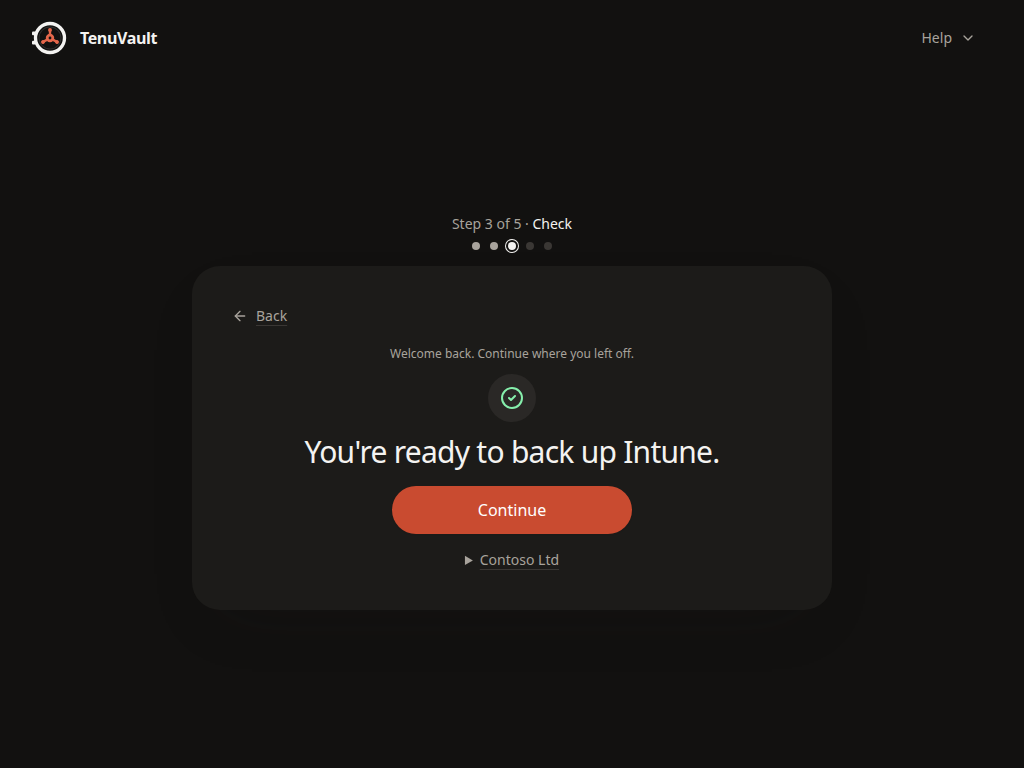 TenuVault
Help
Step 3 of 5 · Check
Back
Welcome back. Continue where you left off.
You're ready to back up Intune.
Continue
Contoso Ltd